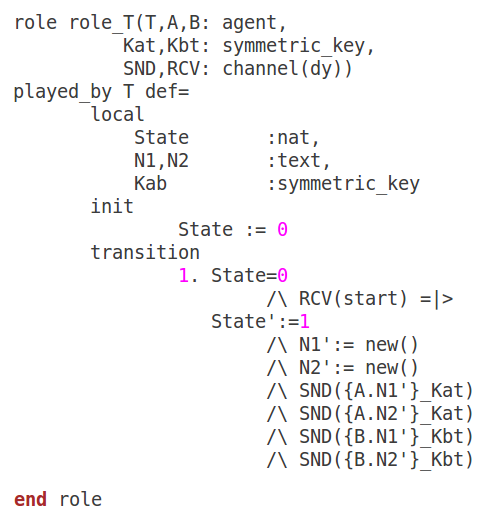 role role_T(T,A,B: agent,
Kat,Kbt: symmetric_key,
SND,RCV: channel(dy))
played_by T def=
local
State :nat,
N1,N2 :text,
Kab :symmetric_key
init
State := 0
transition
1. State=0
/\ RCV(start) =|>
State':=1
/\ N1':= new()
/\ N2':= new()
/\ SND({A.N1'}_Kat)
/\ SND({A.N2'}_Kat)
/\ SND({B.N1'}_Kbt)
/\ SND({B.N2'}_Kbt)
end role